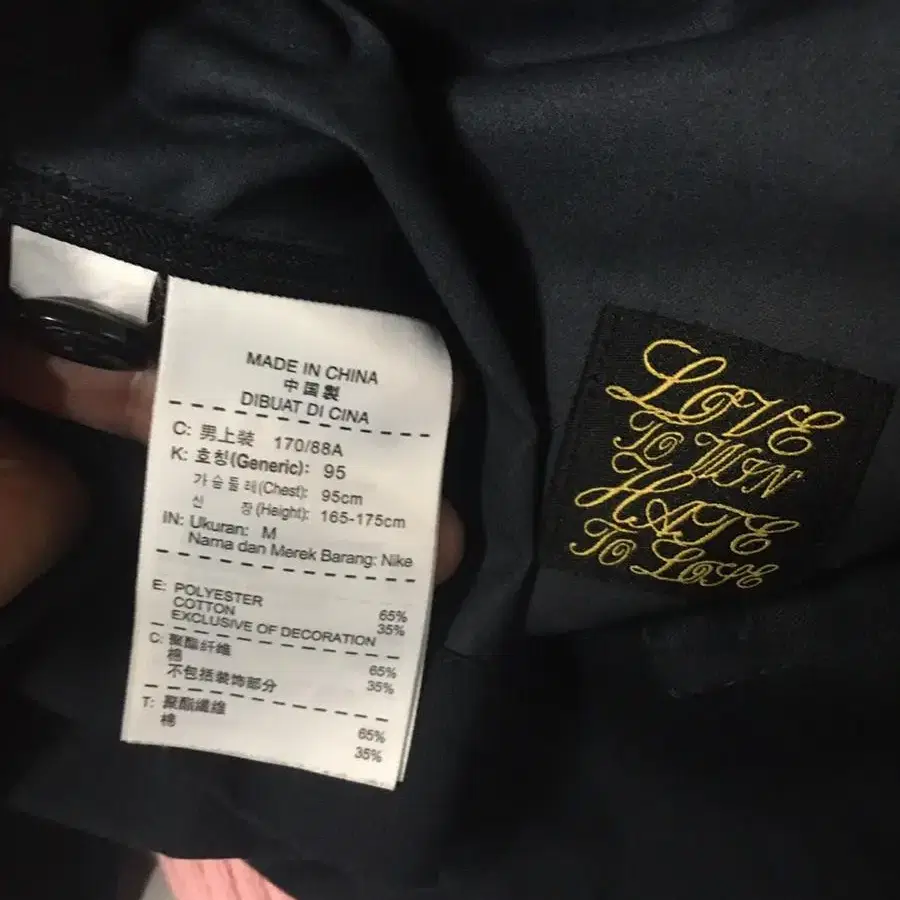 MADE IN CHINA
中国製
DIBUAT DI CINA
C: 男上装 170/88A
K: 호칭(Generic): 95
가슴둘레(Chest): 95cm
신 장(Height): 165-175cm
IN: Ukuran: M
Nama dan Merek Barang: Nike
E: POLYESTER 65%
COTTON 35%
EXCLUSIVE OF DECORATION
C: 聚酯纤维 65%
棉 35%
不包括装饰部分
T: 聚酯纖維 65%
棉 35%
LOVE
TO WIN
HATE
TO LOSE